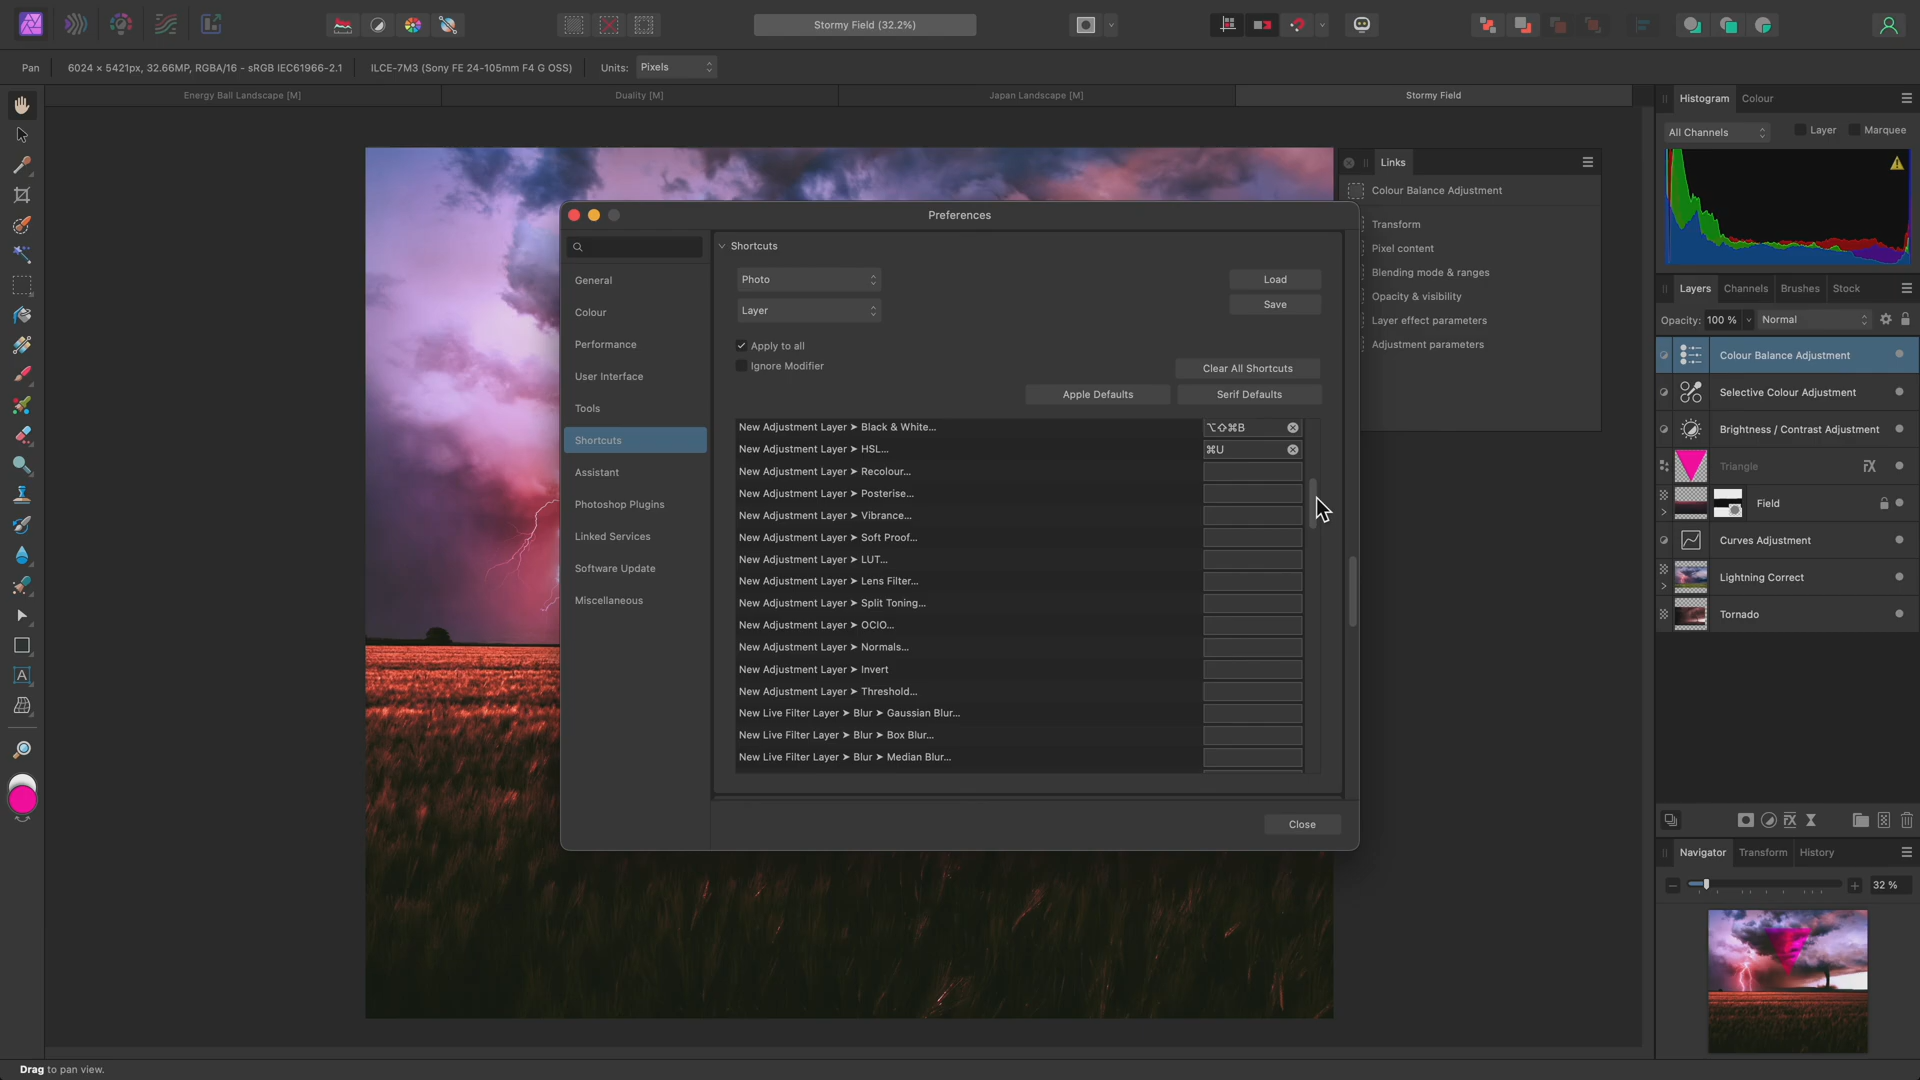 Stormy Field (32.2%)
Pan
6024 × 5421px, 32.66MP, RGBA/16 - sRGB IEC61966-2.1
ILCE-7M3 (Sony FE 24-105mm F4 G OSS)
Units: Pixels
Energy Ball Landscape [M]
Duality [M]
Japan Landscape [M]
Stormy Field
Histogram
Colour
All Channels
Layer
Marquee
Links
Colour Balance Adjustment
Transform
Pixel content
Blending mode & ranges
Opacity & visibility
Layer effect parameters
Adjustment parameters
Preferences
General
Colour
Performance
User Interface
Tools
Shortcuts
Assistant
Photoshop Plugins
Linked Services
Software Update
Miscellaneous
Shortcuts
Photo
Load
Layer
Save
Apply to all
Ignore Modifier
Clear All Shortcuts
Apple Defaults
Serif Defaults
New Adjustment Layer ➤ Black & White... ⌥⇧⌘B
New Adjustment Layer ➤ HSL... ⌘U
New Adjustment Layer ➤ Recolour...
New Adjustment Layer ➤ Posterise...
New Adjustment Layer ➤ Vibrance...
New Adjustment Layer ➤ Soft Proof...
New Adjustment Layer ➤ LUT...
New Adjustment Layer ➤ Lens Filter...
New Adjustment Layer ➤ Split Toning...
New Adjustment Layer ➤ OCIO...
New Adjustment Layer ➤ Normals...
New Adjustment Layer ➤ Invert
New Adjustment Layer ➤ Threshold...
New Live Filter Layer ➤ Blur ➤ Gaussian Blur...
New Live Filter Layer ➤ Blur ➤ Box Blur...
New Live Filter Layer ➤ Blur ➤ Median Blur...
Close
Layers
Channels
Brushes
Stock
Opacity: 100 %
Normal
Colour Balance Adjustment
Selective Colour Adjustment
Brightness / Contrast Adjustment
Triangle
FX
Field
Curves Adjustment
Lightning Correct
Tornado
FX
Navigator
Transform
History
32 %
A
Drag to pan view.